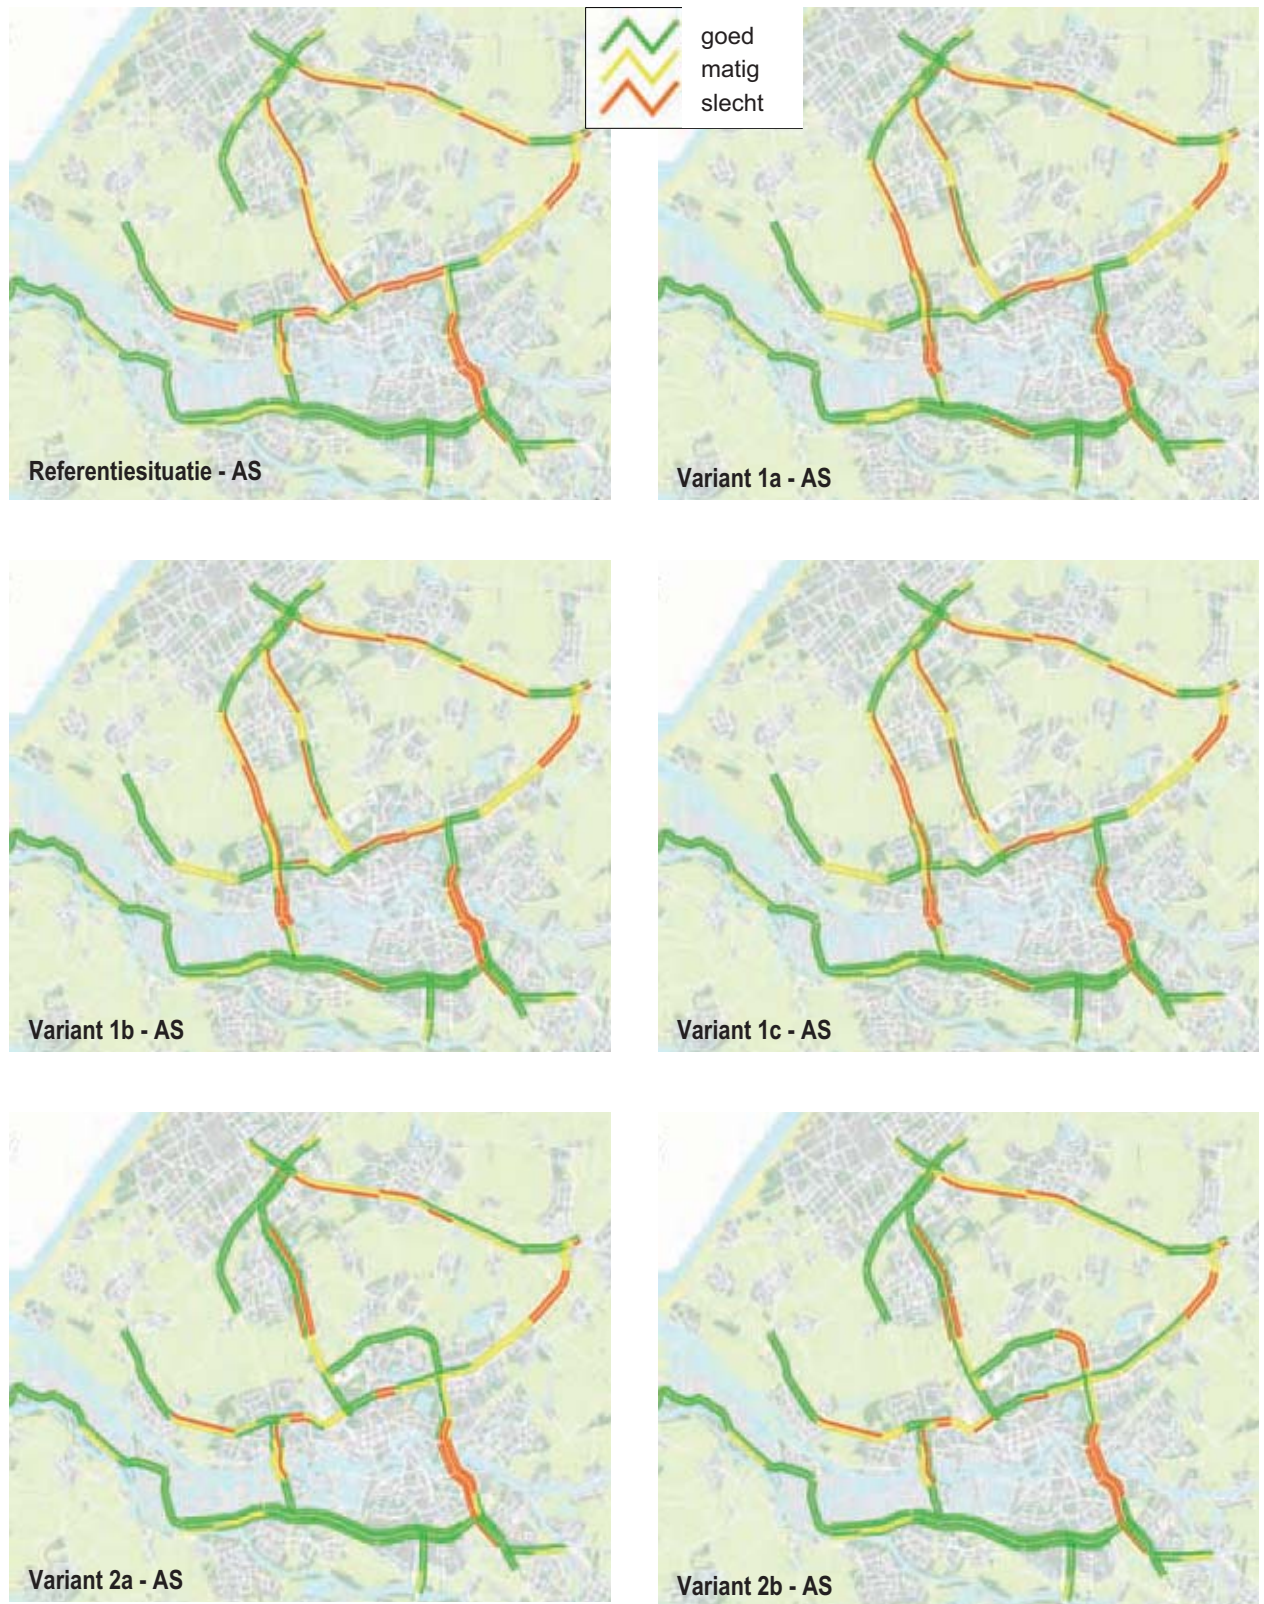 goed
matig
slecht
Referentiesituatie - AS
Variant 1a - AS
Variant 1b - AS
Variant 1c - AS
Variant 2a - AS
Variant 2b - AS